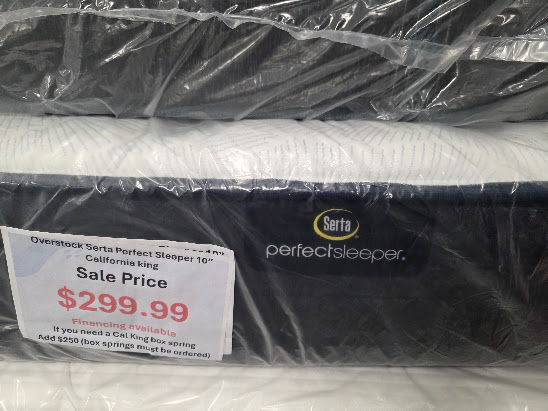 Serta
perfectsleeper®
Overstock Serta Perfect Sleeper 10"
California king
Sale Price
$299.99
Financing available
If you need a Cal King box spring
Add $250 (box springs must be ordered)